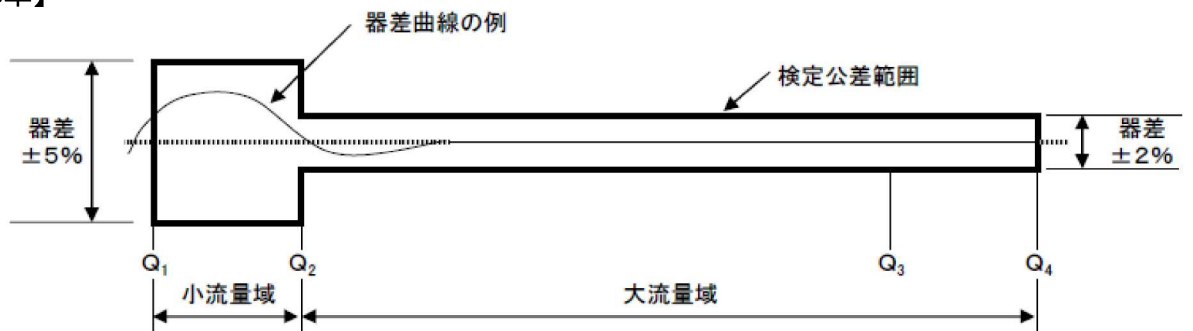 器差曲線の例
検定公差範囲
器差
±5%
器差
±2%
Q₁
Q₂
Q₃
Q₄
小流量域
大流量域